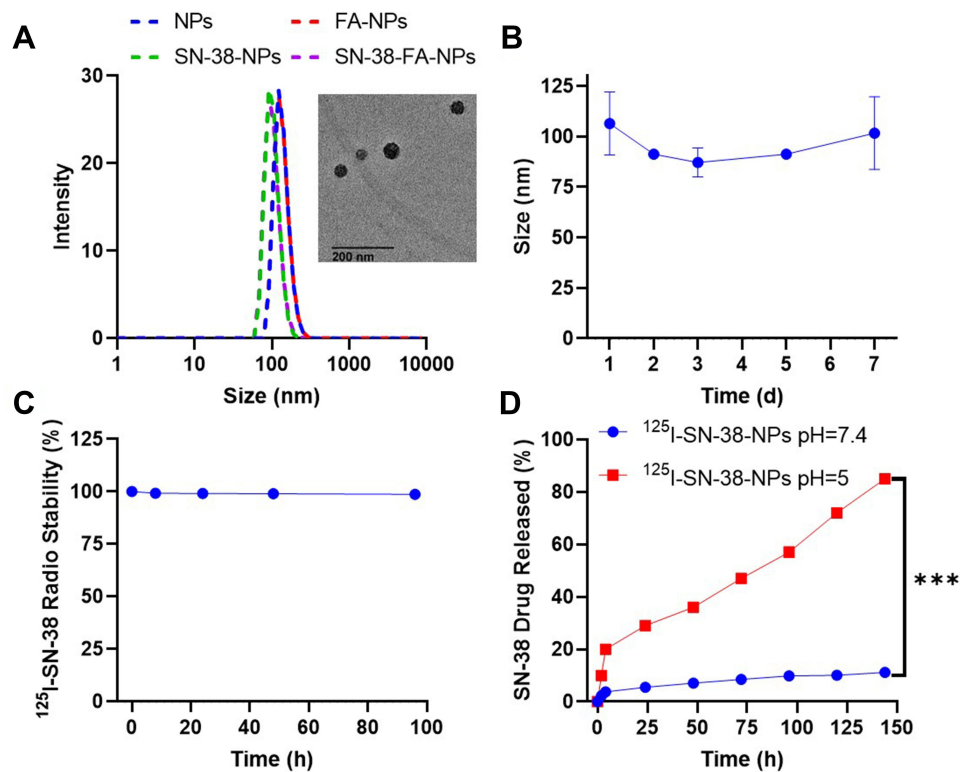 A
NPs
FA-NPs
SN-38-NPs
SN-38-FA-NPs
30
20
10
0
Intensity
200 nm
1
10
100
1000
10000
Size (nm)
B
125
100
75
50
25
0
Size (nm)
1
2
3
4
5
6
7
Time (d)
C
125
100
75
50
25
0
¹²⁵I-SN-38 Radio Stability (%)
0
20
40
60
80
100
Time (h)
D
¹²⁵I-SN-38-NPs pH=7.4
¹²⁵I-SN-38-NPs pH=5
100
80
60
40
20
0
SN-38 Drug Released (%)
***
0
25
50
75
100
125
150
Time (h)